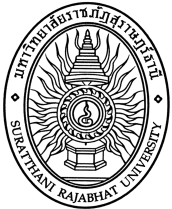 มหาวิทยาลัยราชภัฏสุราษฎร์ธานี
SURATTHANI RAJABHAT UNIVERSITY